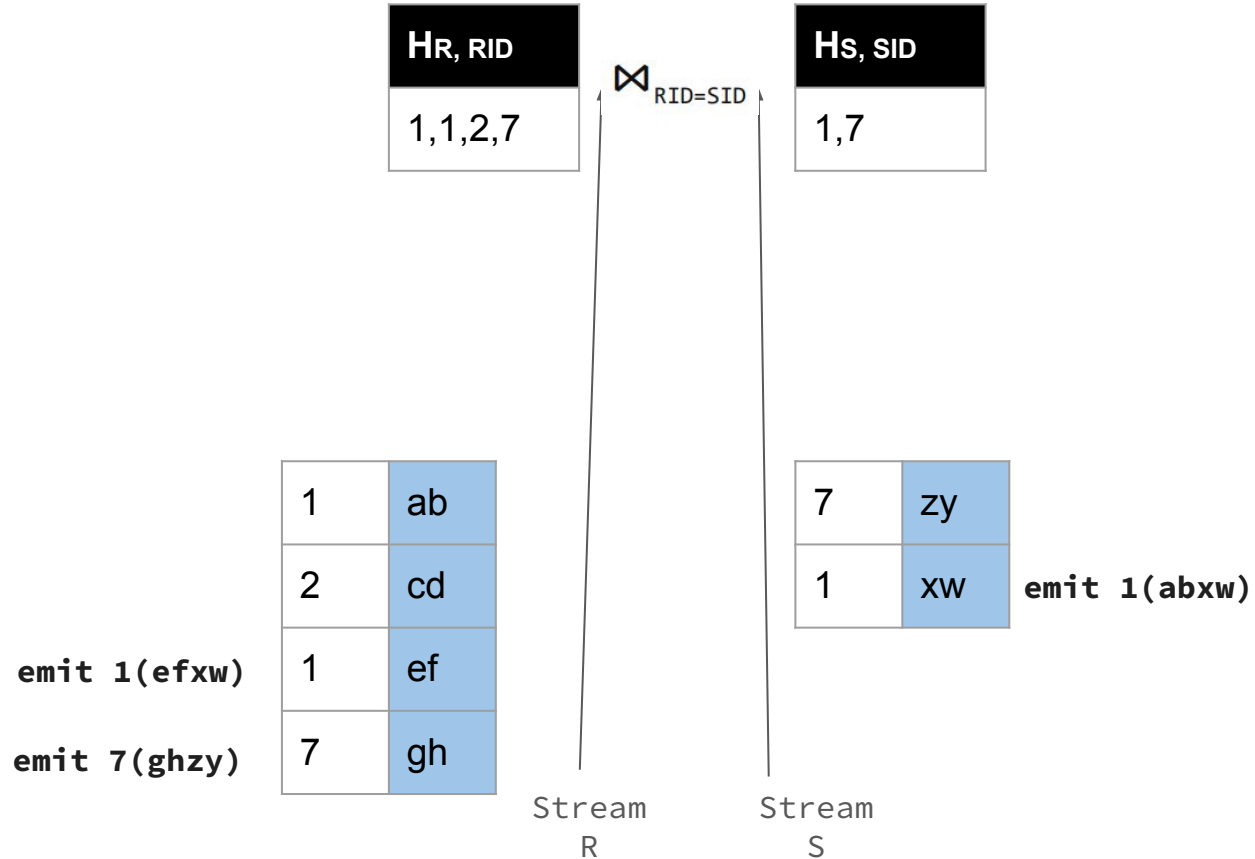 HR, RID
1,1,2,7
⋈RID=SID
HS, SID
1,7
1 ab
2 cd
emit 1(efxw) 1 ef
emit 7(ghzy) 7 gh
7 zy
1 xw emit 1(abxw)
Stream
R
Stream
S